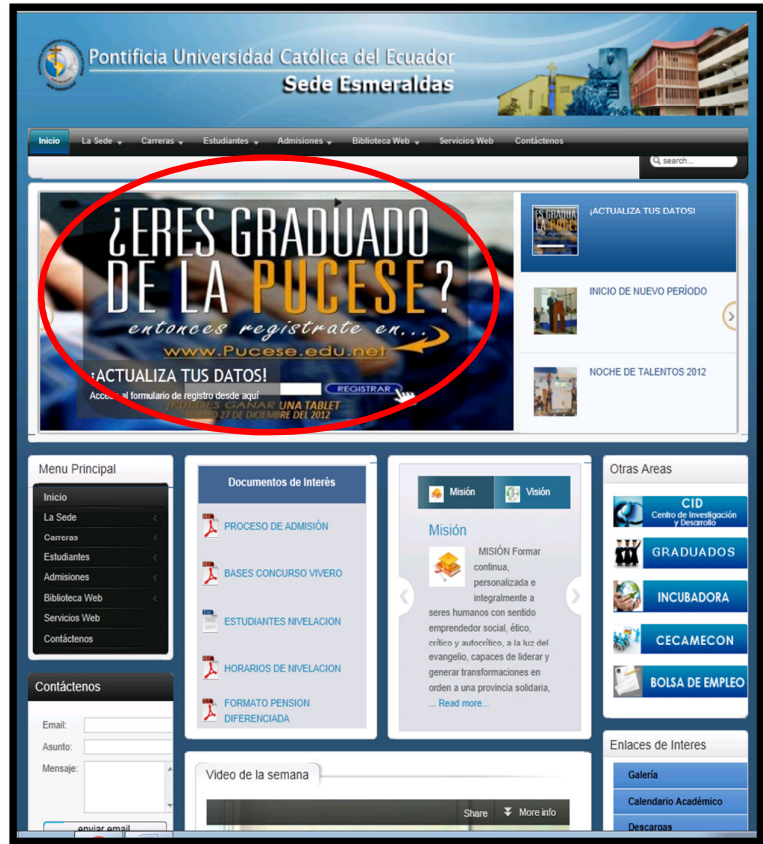 Pontificia Universidad Católica del Ecuador
Sede Esmeraldas
Inicio La Sede Carreras Estudiantes Admisiones Biblioteca Web Servicios Web Contáctenos
search...
¿ERES GRADUADO
DE LA PUCESE?
entonces registrate en...
www.Pucese.edu.net
¡ACTUALIZA TUS DATOS!
REGISTRAR
Acceda al formulario de
registro desde aquí
¡PUEDES GANAR UNA TABLET
SORTEO 27 DE DICIEMBRE DEL 2012
¡ACTUALIZA TUS DATOS!
INICIO DE NUEVO PERÍODO
NOCHE DE TALENTOS 2012
Menu Principal
Inicio
La Sede
Carreras
Estudiantes
Admisiones
Biblioteca Web
Servicios Web
Contáctenos
Contáctenos
Email:
Asunto:
Mensaje:
enviar email
Documentos de Interés
PROCESO DE ADMISIÓN
BASES CONCURSO VIVERO
ESTUDIANTES NIVELACION
HORARIOS DE NIVELACION
FORMATO PENSION
DIFERENCIADA
Misión Visión
Misión
MISIÓN Formar
continua,
personalizada e
integralmente a
seres humanos con sentido
emprendedor social, ético,
crítico y autocrítico, a la luz del
evangelio, capaces de liderar y
generar transformaciones en
orden a una provincia solidaria,
... Read more...
Video de la semana
Share More info
Otras Areas
CID
Centro de Investigación
y Desarrollo
GRADUADOS
INCUBADORA
CECAMECON
BOLSA DE EMPLEO
Enlaces de Interes
Galería
Calendario Académico
Descargas